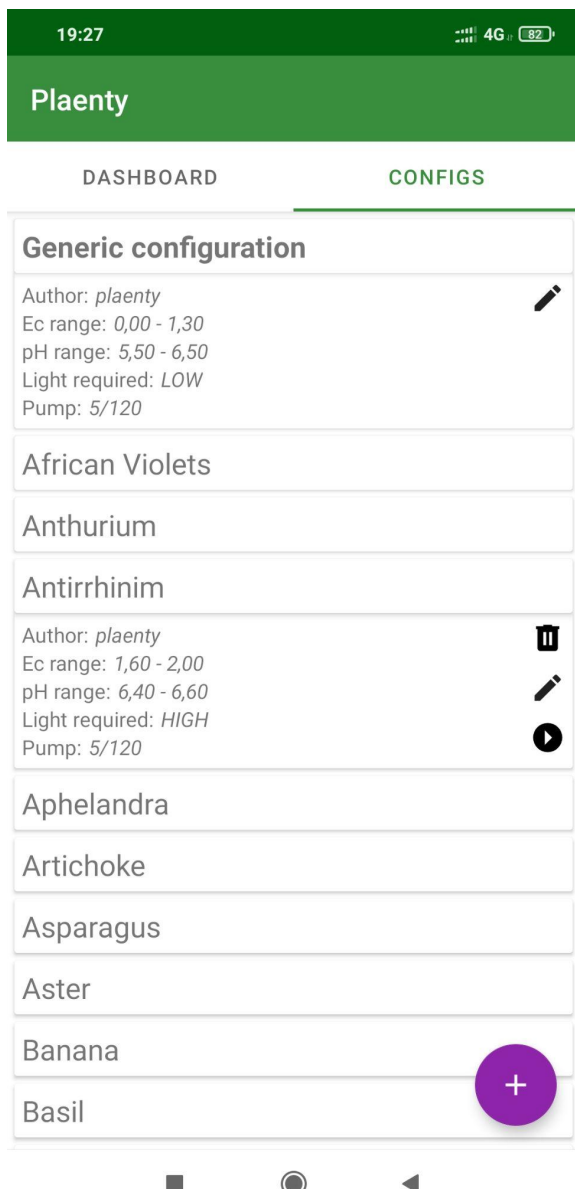 19:27
4G 82
Plaenty
DASHBOARD CONFIGS
Generic configuration
Author: plaenty
Ec range: 0,00 - 1,30
pH range: 5,50 - 6,50
Light required: LOW
Pump: 5/120
African Violets
Anthurium
Antirrhinim
Author: plaenty
Ec range: 1,60 - 2,00
pH range: 6,40 - 6,60
Light required: HIGH
Pump: 5/120
Aphelandra
Artichoke
Asparagus
Aster
Banana
Basil